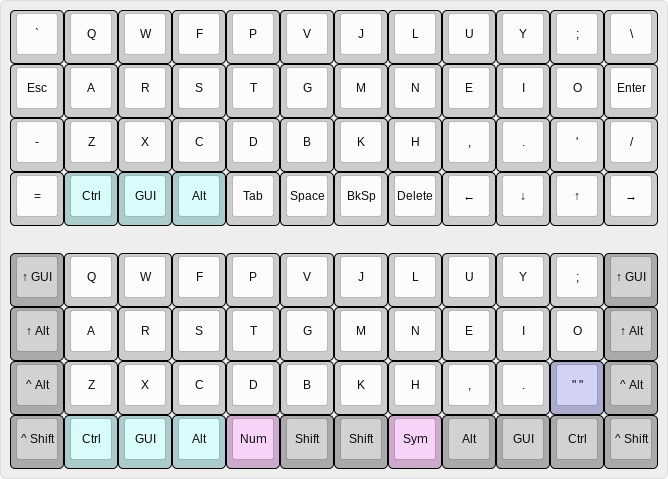 ` Q W F P V J L U Y ; \
Esc A R S T G M N E I O Enter
- Z X C D B K H , . ' /
= Ctrl GUI Alt Tab Space BkSp Delete ← ↓ ↑ →
↑ GUI Q W F P V J L U Y ; ↑ GUI
↑ Alt A R S T G M N E I O ↑ Alt
^ Alt Z X C D B K H , . " " ^ Alt
^ Shift Ctrl GUI Alt Num Shift Shift Sym Alt GUI Ctrl ^ Shift